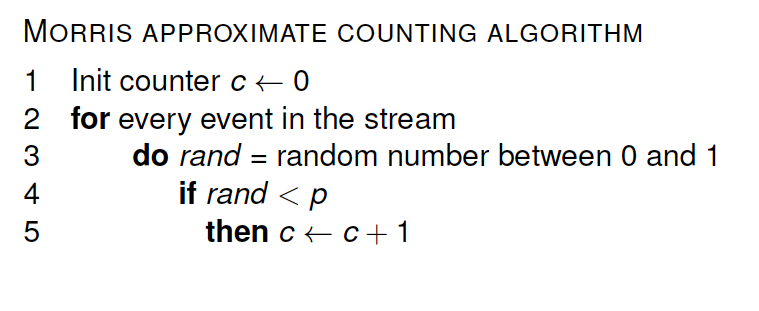 MORRIS APPROXIMATE COUNTING ALGORITHM
1 Init counter c ← 0
2 for every event in the stream
3 do rand = random number between 0 and 1
4 if rand < p
5 then c ← c + 1